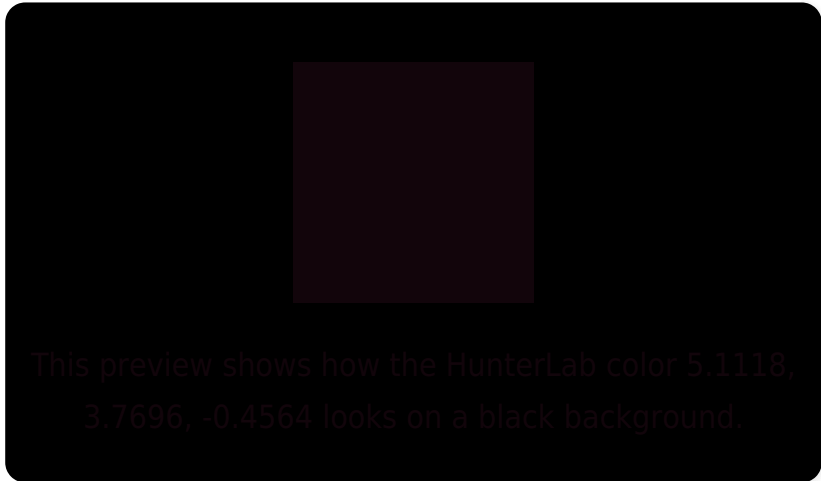 This preview shows how the HunterLab color 5.1118,
3.7696, -0.4564 looks on a black background.